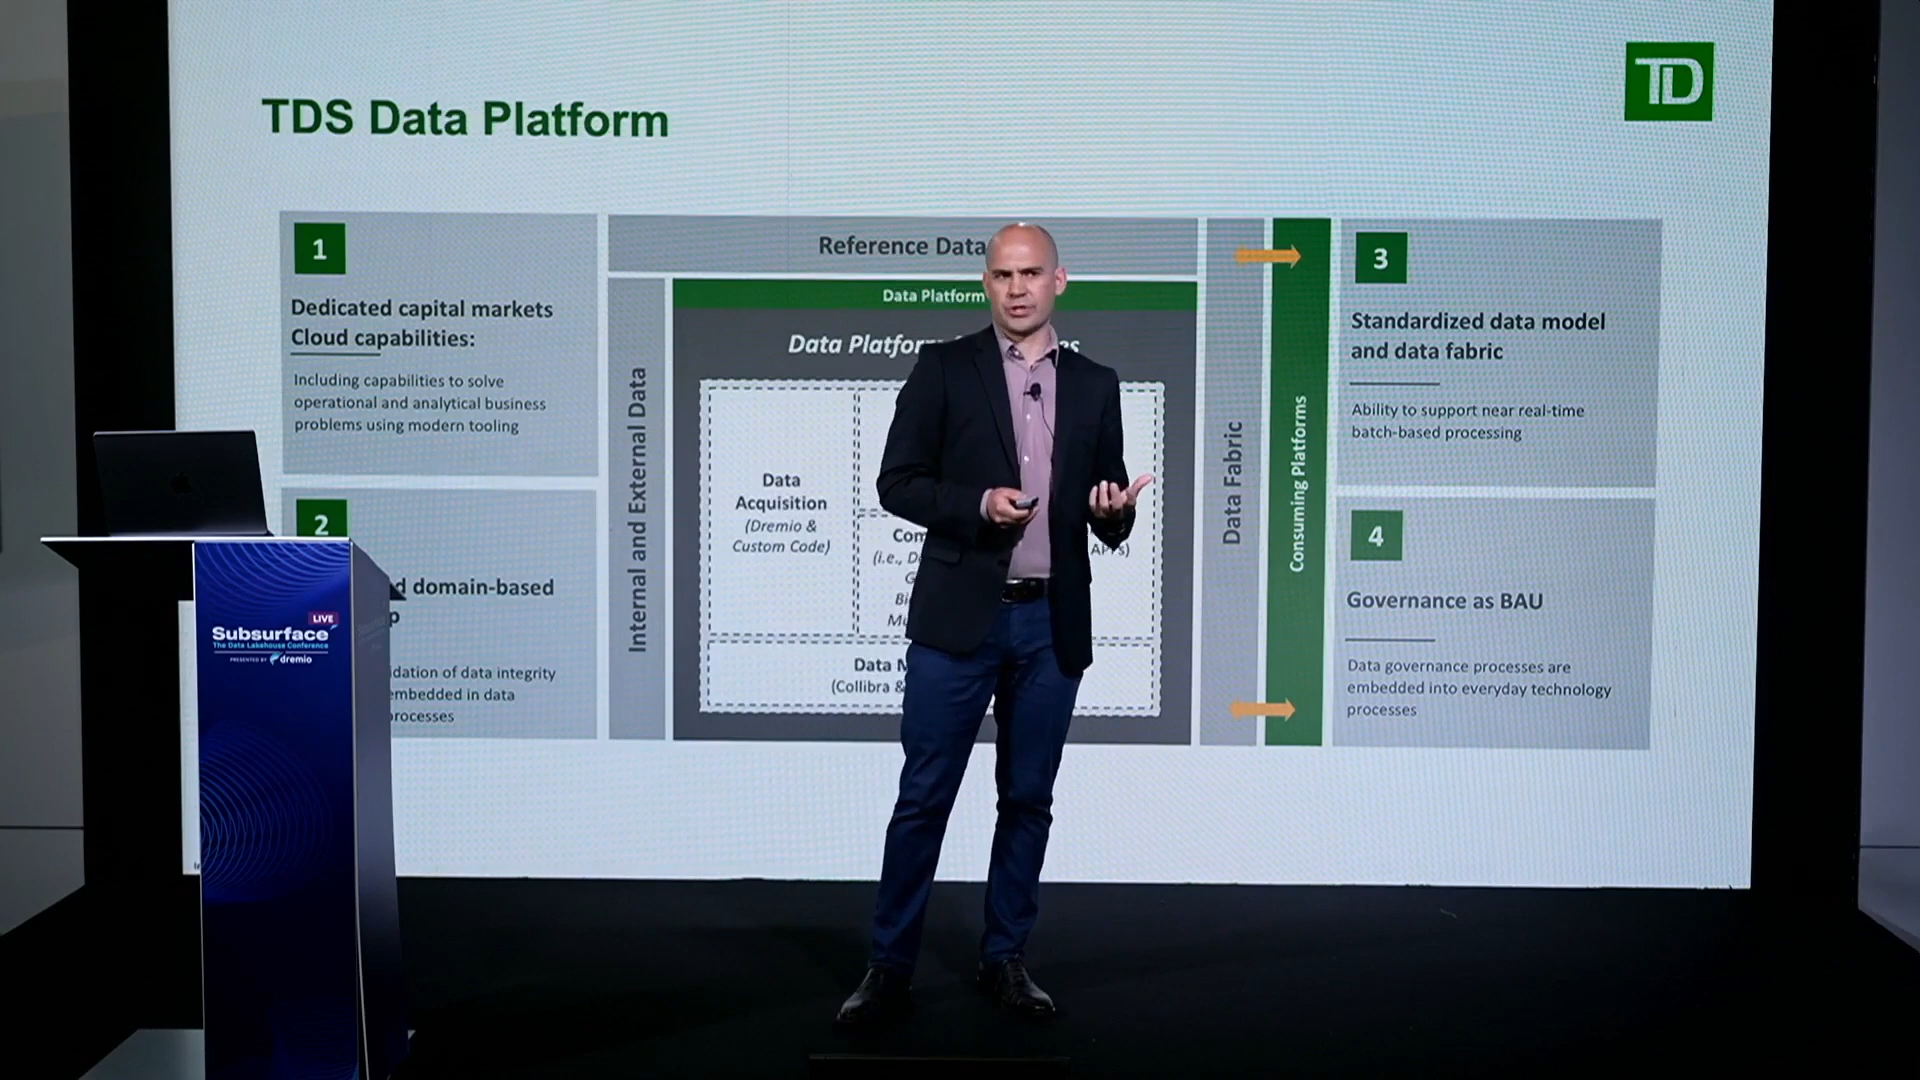 TD
TDS Data Platform
1
Dedicated capital markets
Cloud capabilities:
Including capabilities to solve
operational and analytical business
problems using modern tooling
2
domain-based
dation of data integrity
embedded in data
processes
Reference Data
Internal and External Data
Data Platform
Data Platform
Data
Acquisition
(Dremio &
Custom Code)
(i.e.,
Data
(Collibra &
APIs)
Data Fabric
Consuming Platforms
3
Standardized data model
and data fabric
Ability to support near real-time
batch-based processing
4
Governance as BAU
Data governance processes are
embedded into everyday technology
processes
LIVE
Subsurface
The Data Lakehouse Conference
PRESENTED BY dremio